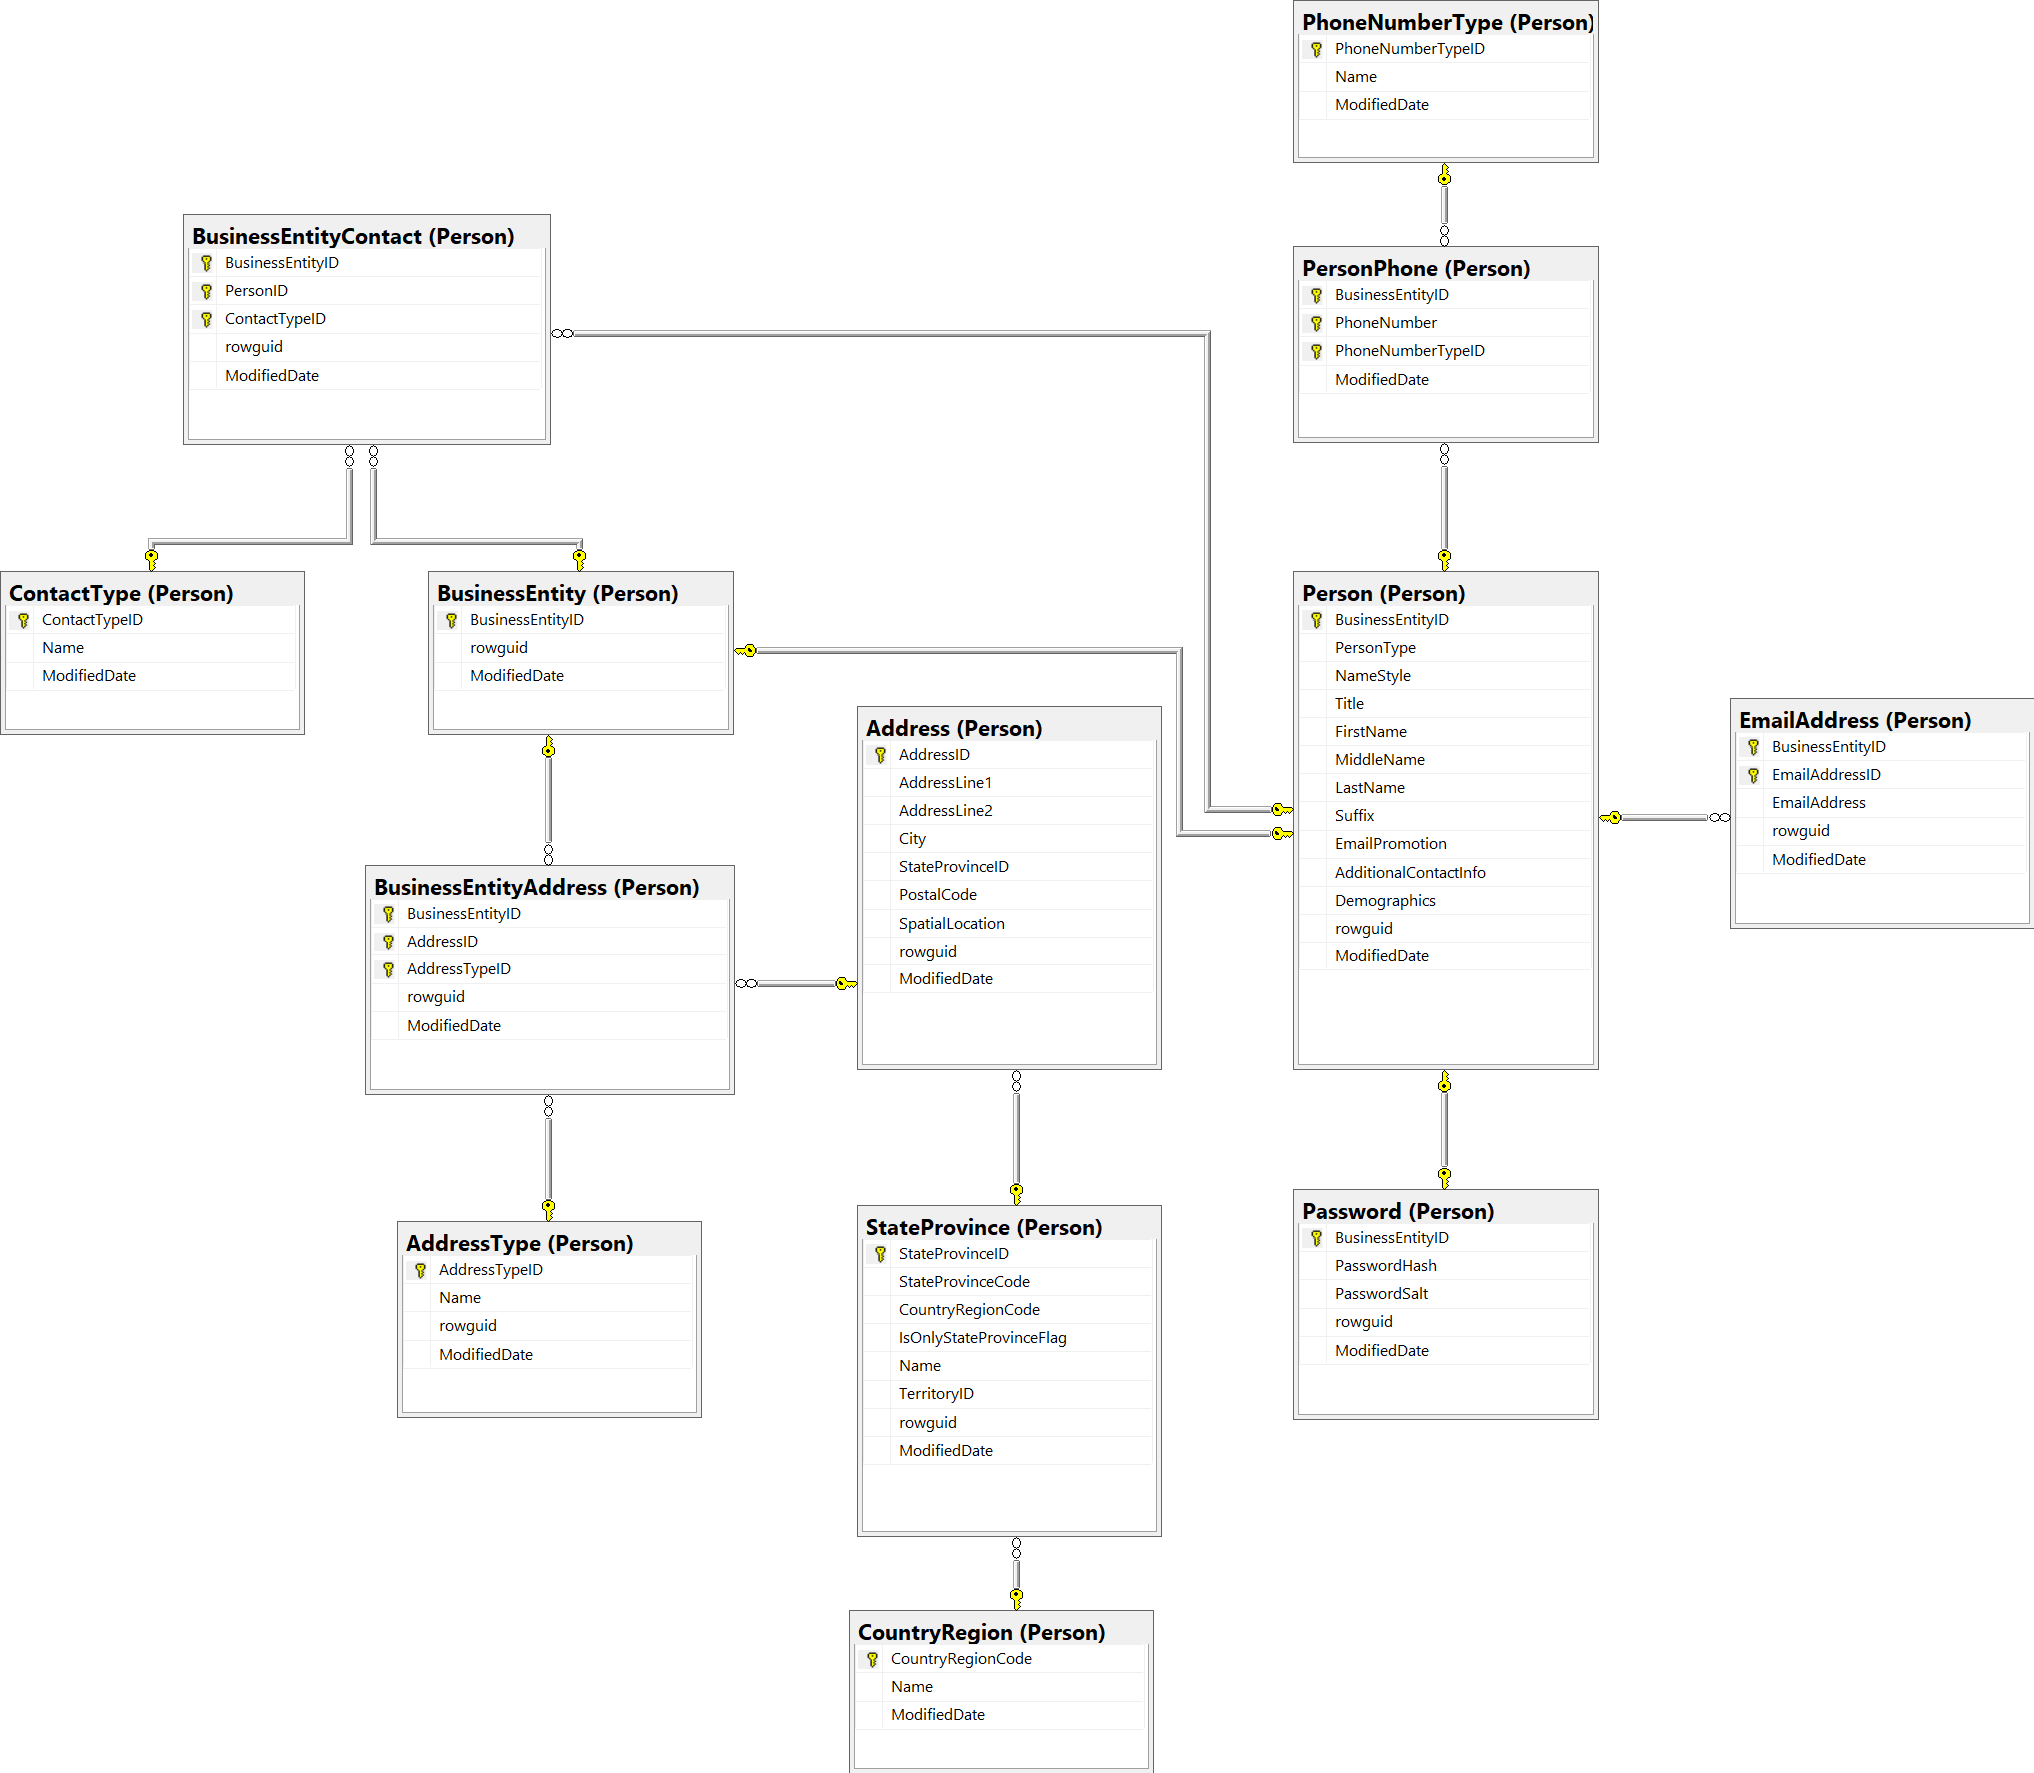 PhoneNumberType (Person)
PhoneNumberTypeID
Name
ModifiedDate
BusinessEntityContact (Person)
BusinessEntityID
PersonID
ContactTypeID
rowguid
ModifiedDate
PersonPhone (Person)
BusinessEntityID
PhoneNumber
PhoneNumberTypeID
ModifiedDate
ContactType (Person)
ContactTypeID
Name
ModifiedDate
BusinessEntity (Person)
BusinessEntityID
rowguid
ModifiedDate
Person (Person)
BusinessEntityID
PersonType
NameStyle
Title
FirstName
MiddleName
LastName
Suffix
EmailPromotion
AdditionalContactInfo
Demographics
rowguid
ModifiedDate
EmailAddress (Person)
BusinessEntityID
EmailAddressID
EmailAddress
rowguid
ModifiedDate
Address (Person)
AddressID
AddressLine1
AddressLine2
City
StateProvinceID
PostalCode
SpatialLocation
rowguid
ModifiedDate
BusinessEntityAddress (Person)
BusinessEntityID
AddressID
AddressTypeID
rowguid
ModifiedDate
AddressType (Person)
AddressTypeID
Name
rowguid
ModifiedDate
StateProvince (Person)
StateProvinceID
StateProvinceCode
CountryRegionCode
IsOnlyStateProvinceFlag
Name
TerritoryID
rowguid
ModifiedDate
Password (Person)
BusinessEntityID
PasswordHash
PasswordSalt
rowguid
ModifiedDate
CountryRegion (Person)
CountryRegionCode
Name
ModifiedDate